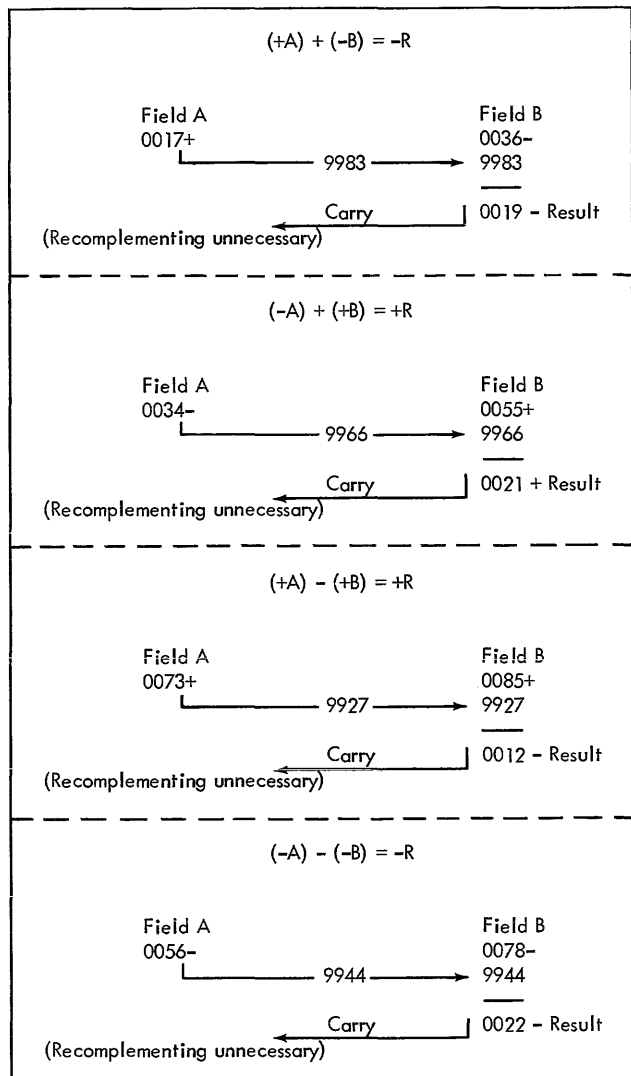 (+A) + (-B) = -R
Field A Field B
0017+ 0036-
9983 9983
Carry 0019 - Result
(Recomplementing unnecessary)
(-A) + (+B) = +R
Field A Field B
0034- 0055+
9966 9966
Carry 0021 + Result
(Recomplementing unnecessary)
(+A) - (+B) = +R
Field A Field B
0073+ 0085+
9927 9927
Carry 0012 - Result
(Recomplementing unnecessary)
(-A) - (-B) = -R
Field A Field B
0056- 0078-
9944 9944
Carry 0022 - Result
(Recomplementing unnecessary)